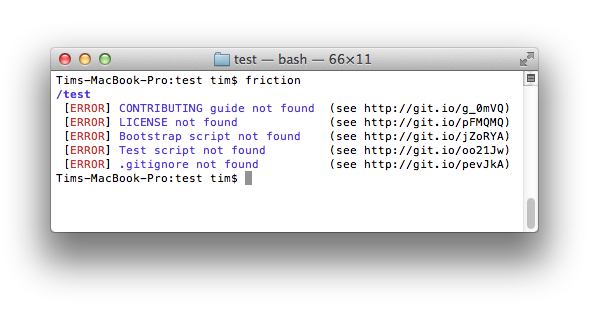 test — bash — 66×11
Tims-MacBook-Pro:test tim$ friction
/test
[ERROR] CONTRIBUTING guide not found (see http://git.io/g_0mVQ)
[ERROR] LICENSE not found (see http://git.io/pFMQMQ)
[ERROR] Bootstrap script not found (see http://git.io/jZoRYA)
[ERROR] Test script not found (see http://git.io/oo21Jw)
[ERROR] .gitignore not found (see http://git.io/pevJkA)
Tims-MacBook-Pro:test tim$